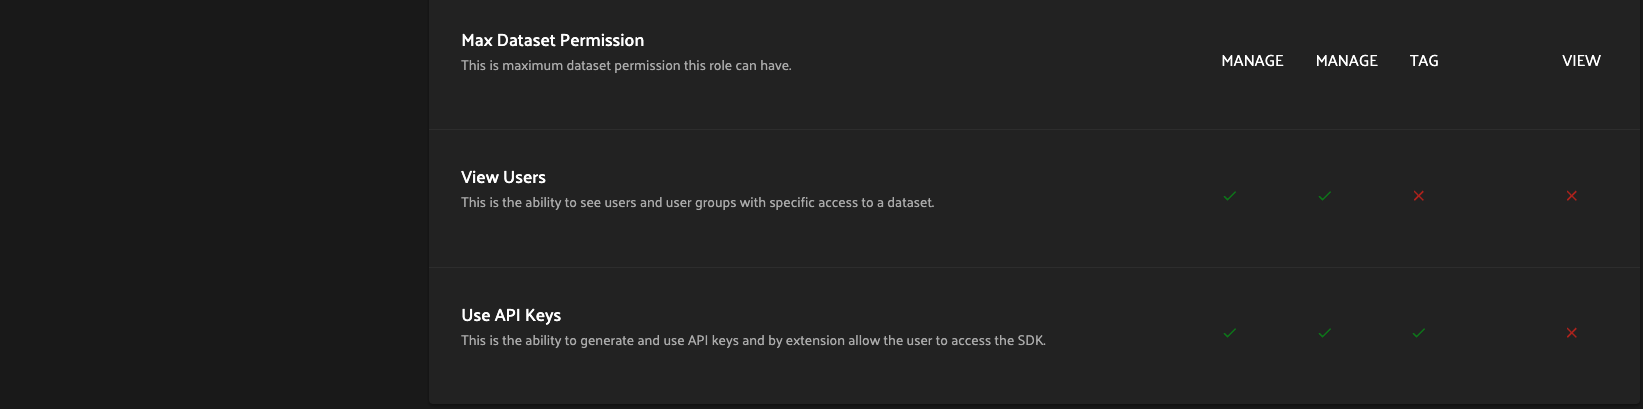 Max Dataset Permission
This is maximum dataset permission this role can have.
MANAGE MANAGE TAG VIEW
View Users
This is the ability to see users and user groups with specific access to a dataset.
Use API Keys
This is the ability to generate and use API keys and by extension allow the user to access the SDK.